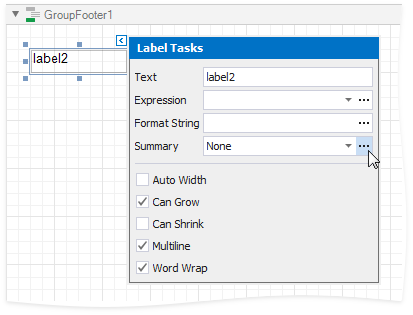 GroupFooter1
label2
Label Tasks
Text label2
Expression
Format String
Summary None
Auto Width
Can Grow
Can Shrink
Multiline
Word Wrap